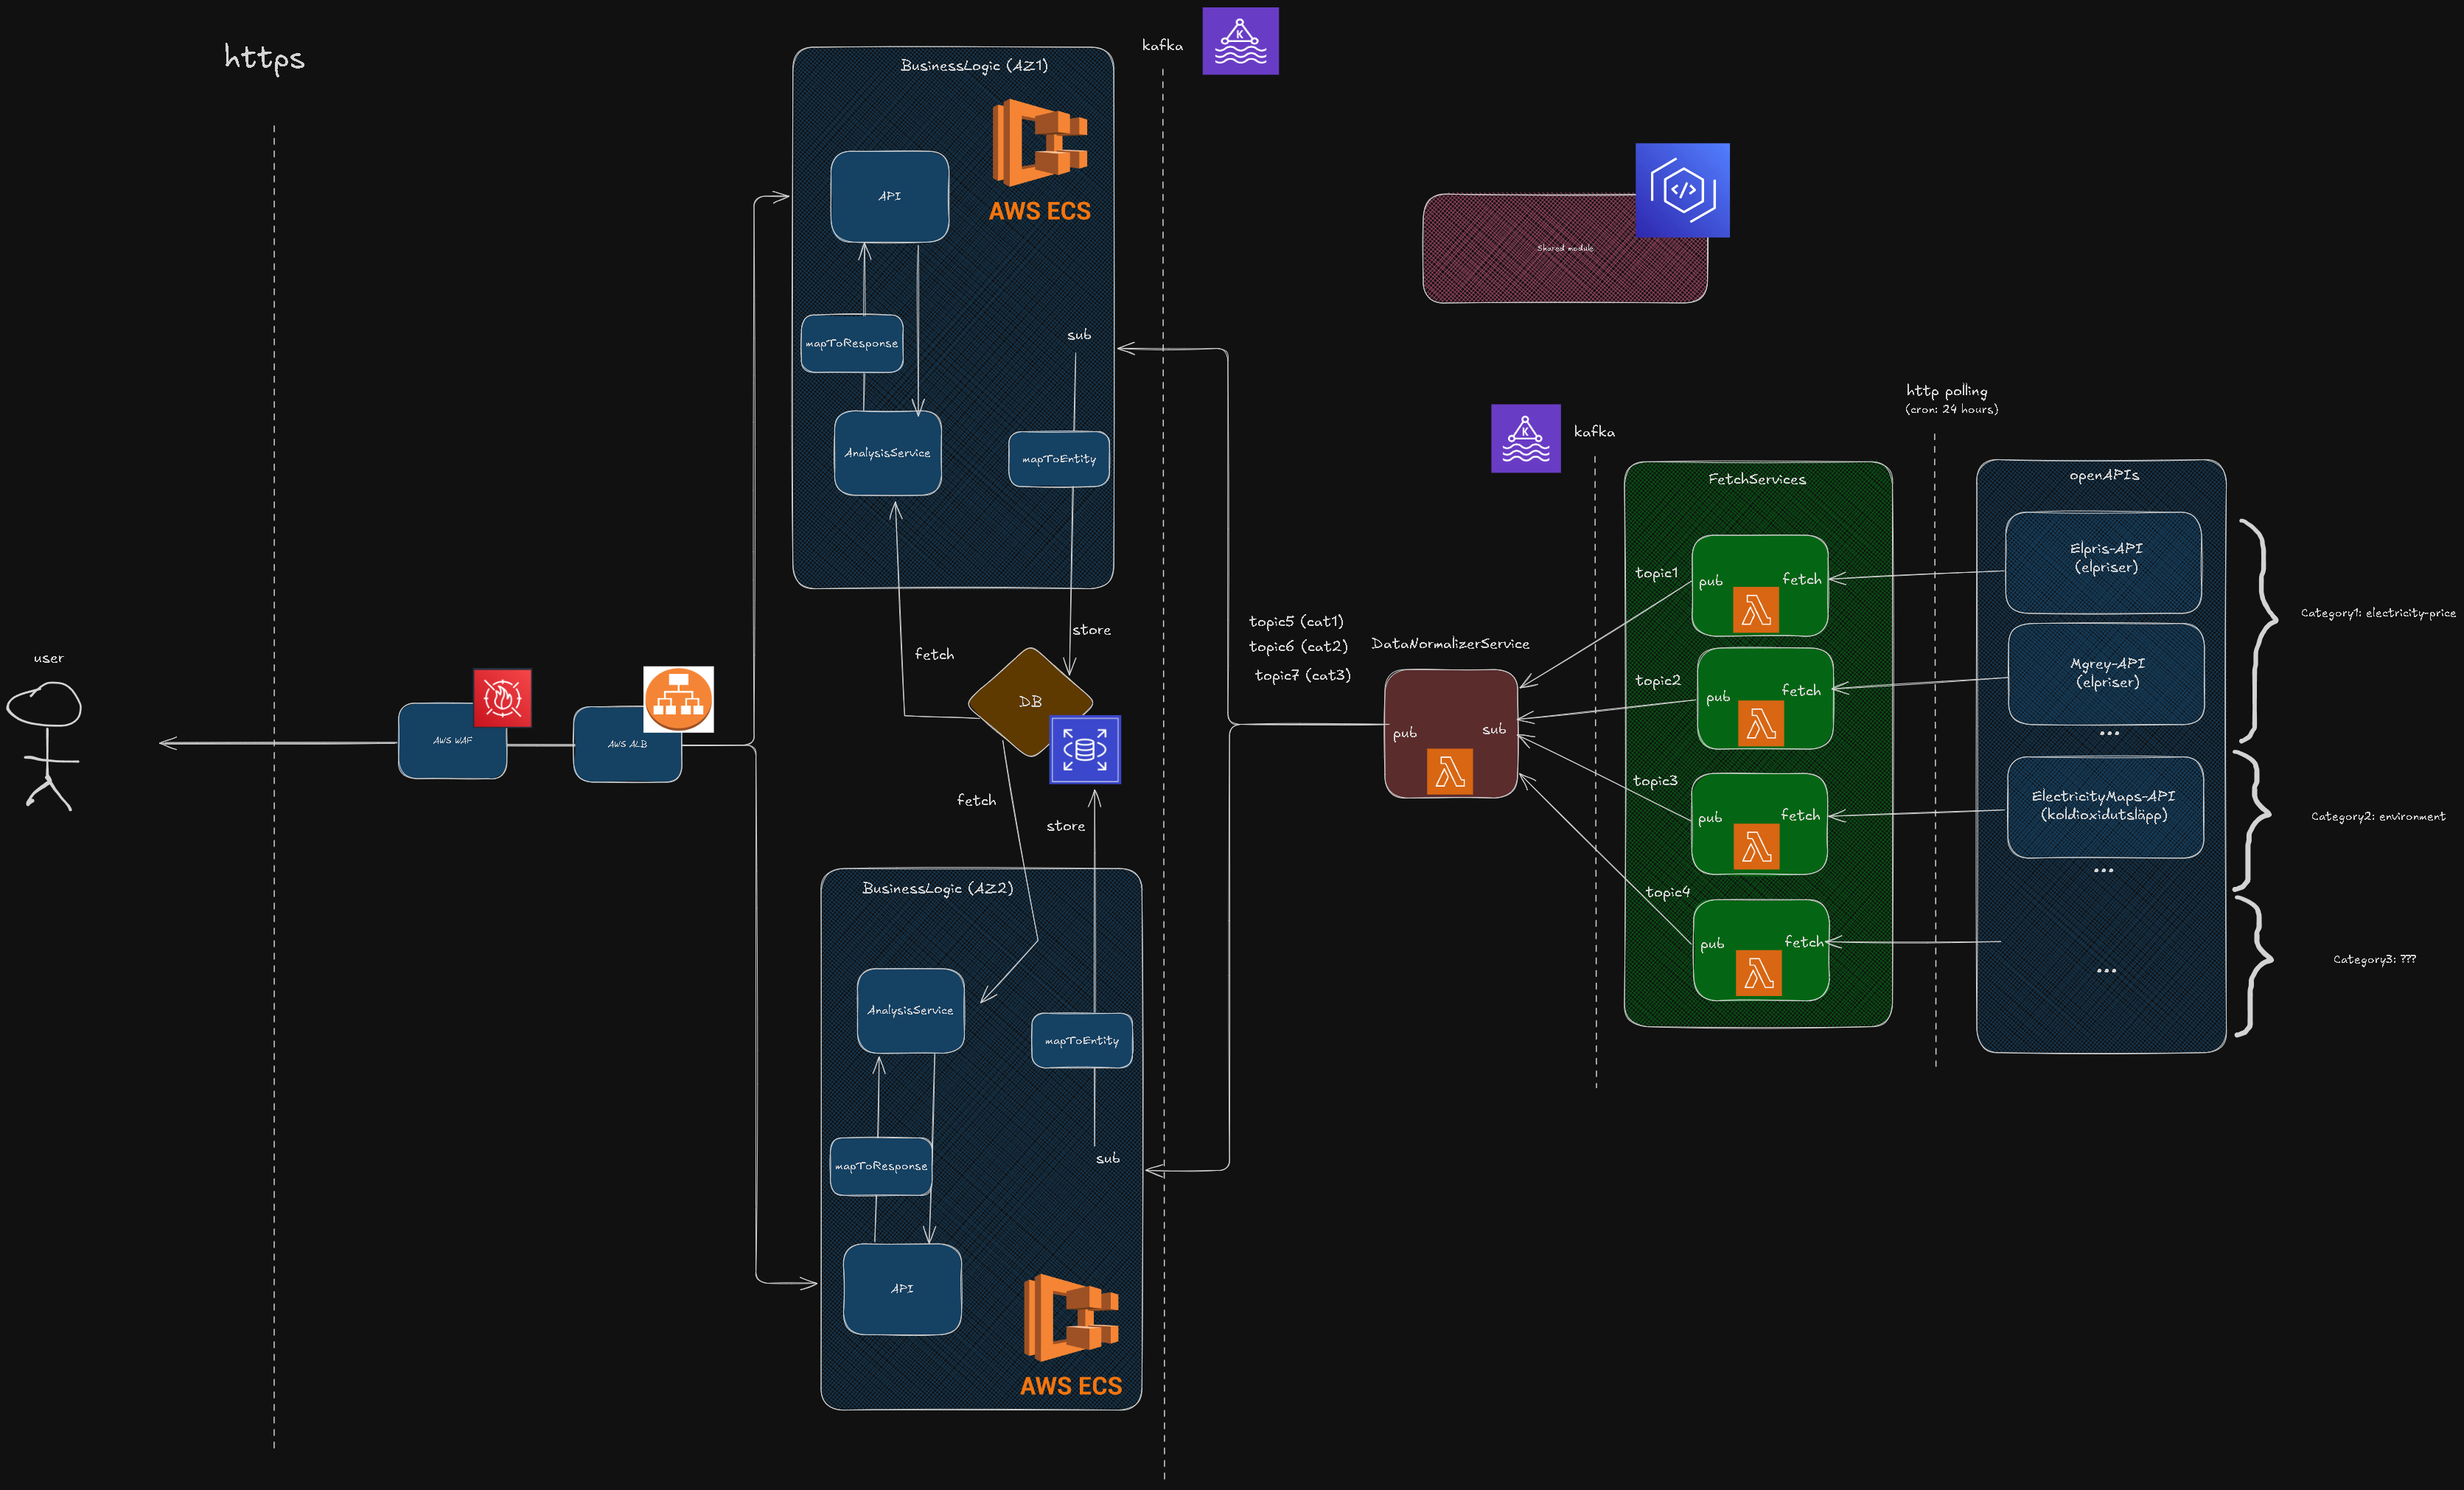 https
user
AWS WAF
AWS ALB
BusinessLogic (AZ1)
AWS ECS
API
mapToResponse
AnalysisService
sub
mapToEntity
store
fetch
DB
fetch
store
BusinessLogic (AZ2)
AnalysisService
mapToEntity
mapToResponse
sub
API
AWS ECS
kafka
K
Shared module
topic5 (cat1)
topic6 (cat2)
topic7 (cat3)
DataNormalizerService
pub
sub
K
kafka
FetchServices
topic1
pub
fetch
topic2
pub
fetch
topic3
pub
fetch
topic4
pub
fetch
http polling
(cron: 24 hours)
openAPIs
Elpris-API
(elpriser)
Mgrey-API
(elpriser)
...
ElectricityMaps-API
(koldioxidutsläpp)
...
...
Category1: electricity-price
Category2: environment
Category3: ???